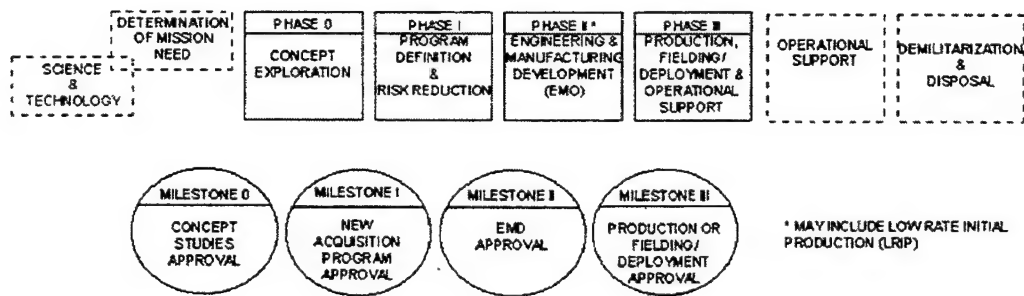 DETERMINATION
OF MISSION
NEED
SCIENCE
&
TECHNOLOGY
PHASE 0
CONCEPT
EXPLORATION
PHASE I
PROGRAM
DEFINITION
&
RISK REDUCTION
PHASE II*
ENGINEERING &
MANUFACTURING
DEVELOPMENT
(EMO)
PHASE III
PRODUCTION,
FIELDING/
DEPLOYMENT &
OPERATIONAL
SUPPORT
OPERATIONAL
SUPPORT
DEMILITARIZATION
&
DISPOSAL
MILESTONE 0
CONCEPT
STUDIES
APPROVAL
MILESTONE I
NEW
ACQUISITION
PROGRAM
APPROVAL
MILESTONE II
EMD
APPROVAL
MILESTONE III
PRODUCTION OR
FIELDING/
DEPLOYMENT
APPROVAL
* MAY INCLUDE LOW RATE INITIAL
PRODUCTION (LRIP)